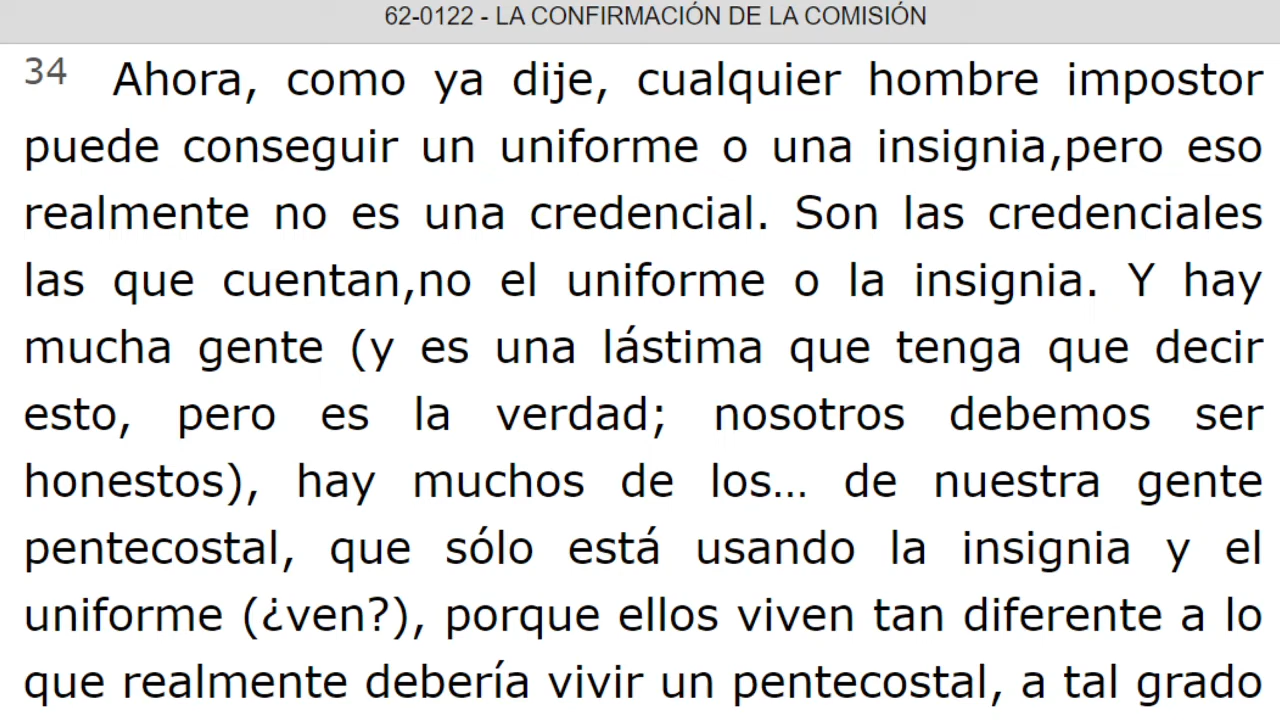 62-0122 - LA CONFIRMACIÓN DE LA COMISIÓN
34 Ahora, como ya dije, cualquier hombre impostor
puede conseguir un uniforme o una insignia,pero eso
realmente no es una credencial. Son las credenciales
las que cuentan,no el uniforme o la insignia. Y hay
mucha gente (y es una lástima que tenga que decir
esto, pero es la verdad; nosotros debemos ser
honestos), hay muchos de los... de nuestra gente
pentecostal, que sólo está usando la insignia y el
uniforme (¿ven?), porque ellos viven tan diferente a lo
que realmente debería vivir un pentecostal, a tal grado